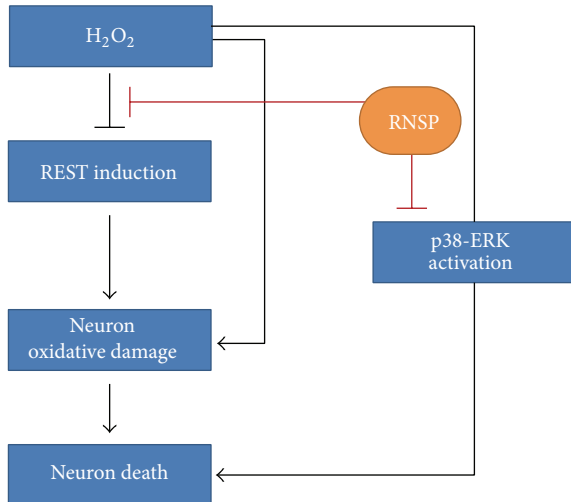 H₂O₂
RNSP
REST induction
p38-ERK
activation
Neuron
oxidative damage
Neuron death